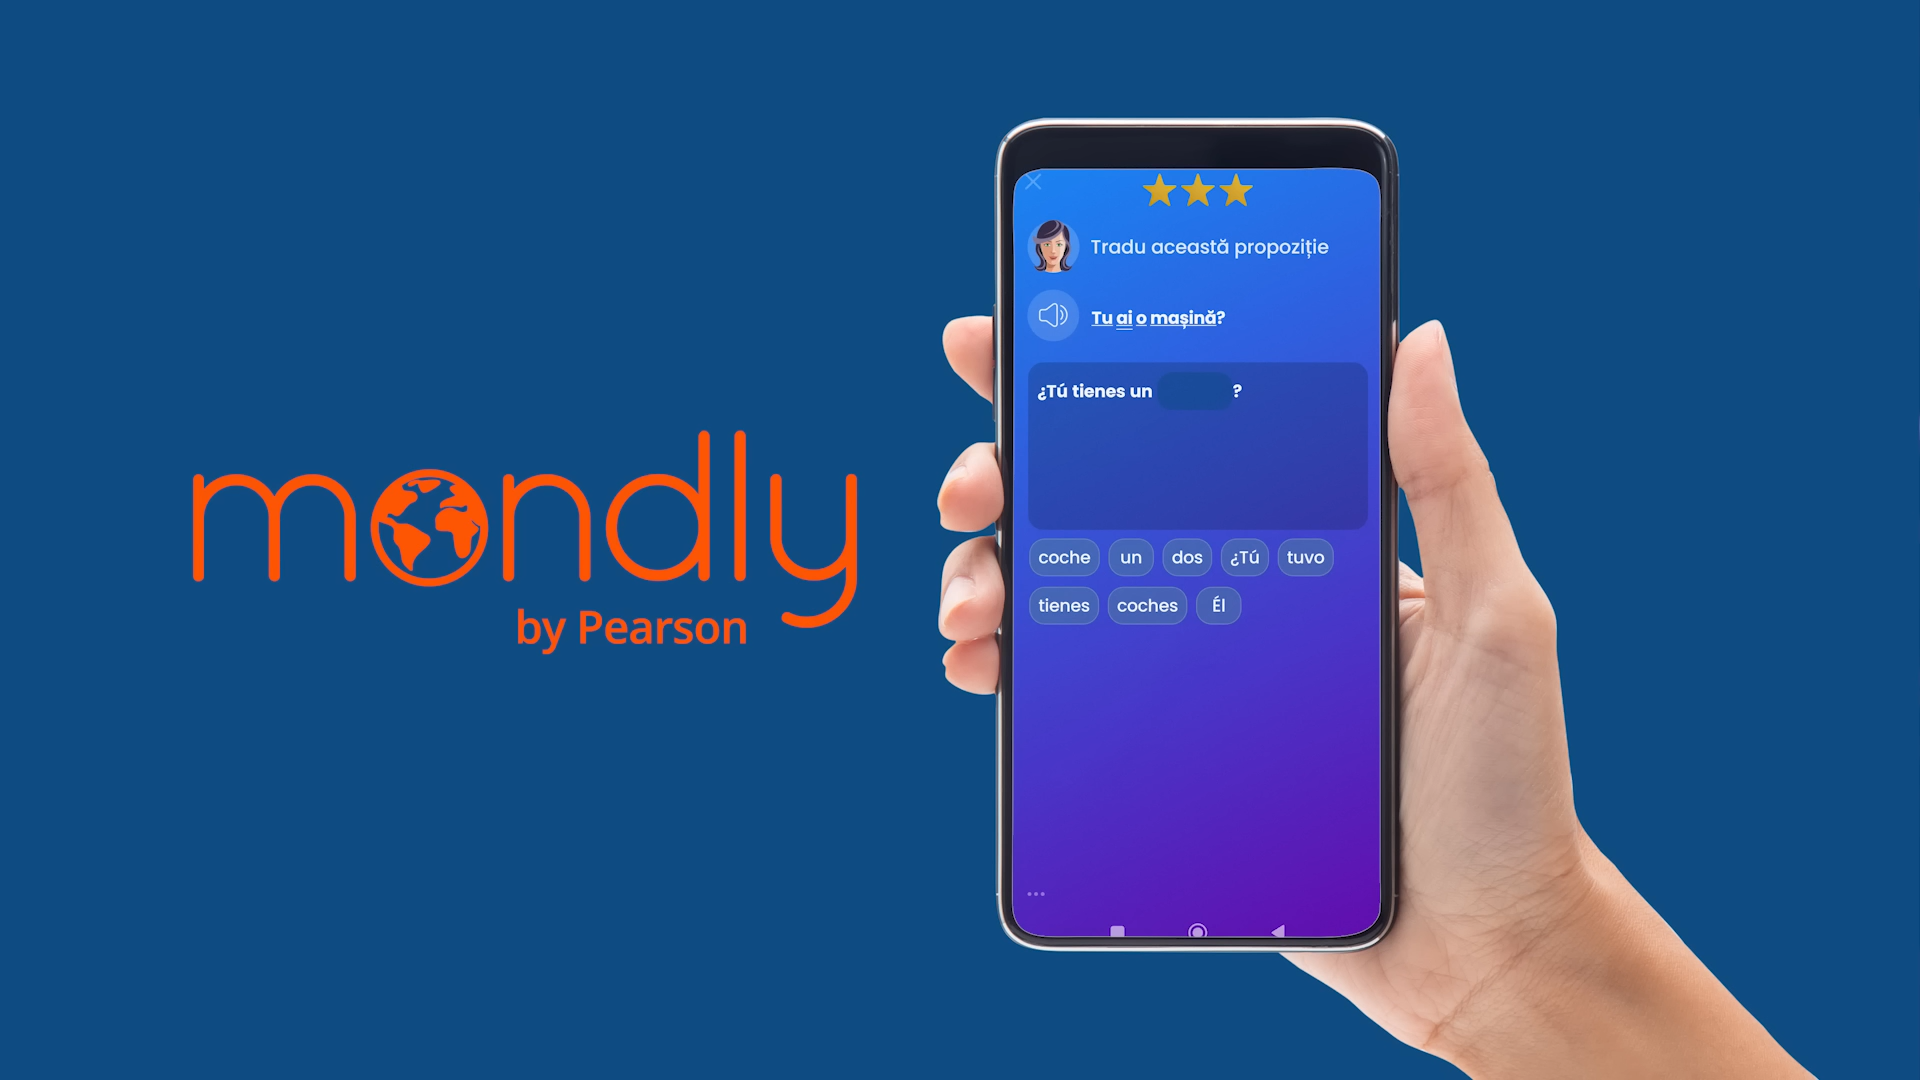 mondly
by Pearson
Tradu această propoziție
Tu ai o mașină?
¿Tú tienes un ?
coche un dos ¿Tú tuvo
tienes coches Él